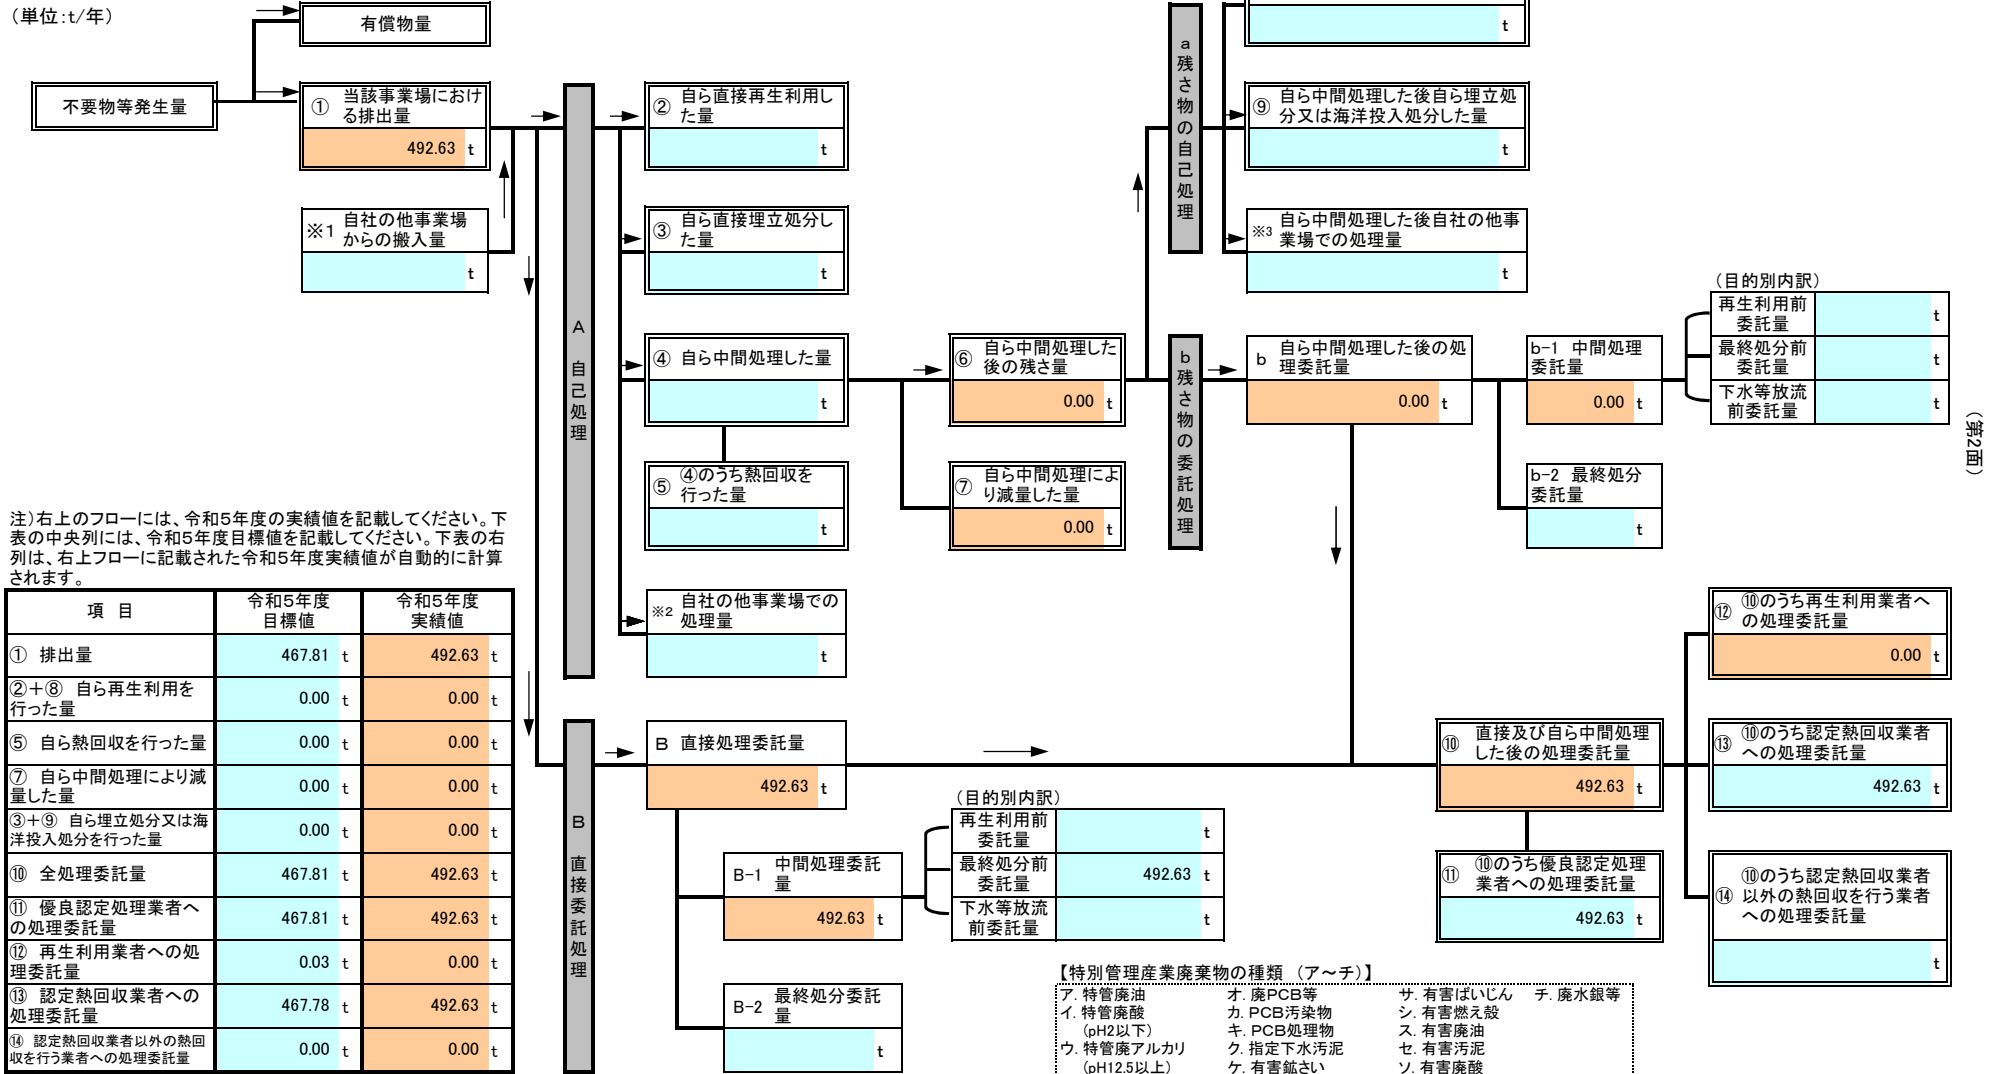 (単位:t/年)
有償物量
不要物等発生量
① 当該事業場におけ
る排出量
492.63 t
※1 自社の他事業場
からの搬入量
t
A 自己処理
② 自ら直接再生利用し
た量
t
③ 自ら直接埋立処分し
た量
t
④ 自ら中間処理した量
t
⑤ ④のうち熱回収を
行った量
t
※2 自社の他事業場での
処理量
t
⑥ 自ら中間処理した
後の残さ量
0.00 t
⑦ 自ら中間処理によ
り減量した量
0.00 t
a 残さ物の自己処理
t
⑨ 自ら中間処理した後自ら埋立処
分又は海洋投入処分した量
t
※3 自ら中間処理した後自社の他事
業場での処理量
t
b 残さ物の委託処理
b 自ら中間処理した後の処
理委託量
0.00 t
b-1 中間処理
委託量
0.00 t
b-2 最終処分
委託量
t
(目的別内訳)
再生利用前
委託量
t
最終処分前
委託量
t
下水等放流
前委託量
t
(第2面)
注)右上のフローには、令和5年度の実績値を記載してください。下
表の中央列には、令和5年度目標値を記載してください。下表の右
列は、右上フローに記載された令和5年度実績値が自動的に計算
されます。
項 目 令和5年度
目標値 令和5年度
実績値
① 排出量 467.81 t 492.63 t
②+⑧ 自ら再生利用を
行った量 0.00 t 0.00 t
⑤ 自ら熱回収を行った量 0.00 t 0.00 t
⑦ 自ら中間処理により減
量した量 0.00 t 0.00 t
③+⑨ 自ら埋立処分又は海
洋投入処分を行った量 0.00 t 0.00 t
⑩ 全処理委託量 467.81 t 492.63 t
⑪ 優良認定処理業者へ
の処理委託量 467.81 t 492.63 t
⑫ 再生利用業者への処
理委託量 0.03 t 0.00 t
⑬ 認定熱回収業者への
処理委託量 467.78 t 492.63 t
⑭ 認定熱回収業者以外の熱回
収を行う業者への処理委託量 0.00 t 0.00 t
B 直接委託処理
B 直接処理委託量
492.63 t
B-1 中間処理委託
量
492.63 t
B-2 最終処分委託
量
t
(目的別内訳)
再生利用前
委託量
t
最終処分前
委託量
492.63 t
下水等放流
前委託量
t
⑩ 直接及び自ら中間処理
した後の処理委託量
492.63 t
⑪ ⑩のうち優良認定処理
業者への処理委託量
492.63 t
⑫ ⑩のうち再生利用業者へ
の処理委託量
0.00 t
⑬ ⑩のうち認定熱回収業者
への処理委託量
492.63 t
⑭ ⑩のうち認定熱回収業者
以外の熱回収を行う業者
への処理委託量
t
【特別管理産業廃棄物の種類 (ア~チ)】
ア. 特管廃油 オ. 廃PCB等 サ. 有害ばいじん チ. 廃水銀等
イ. 特管廃酸 カ. PCB汚染物 シ. 有害燃え殻
(pH2以下) キ. PCB処理物 ス. 有害廃油
ウ. 特管廃アルカリ ク. 指定下水汚泥 セ. 有害汚泥
(pH12.5以上) ケ. 有害鉱さい ソ. 有害廃酸